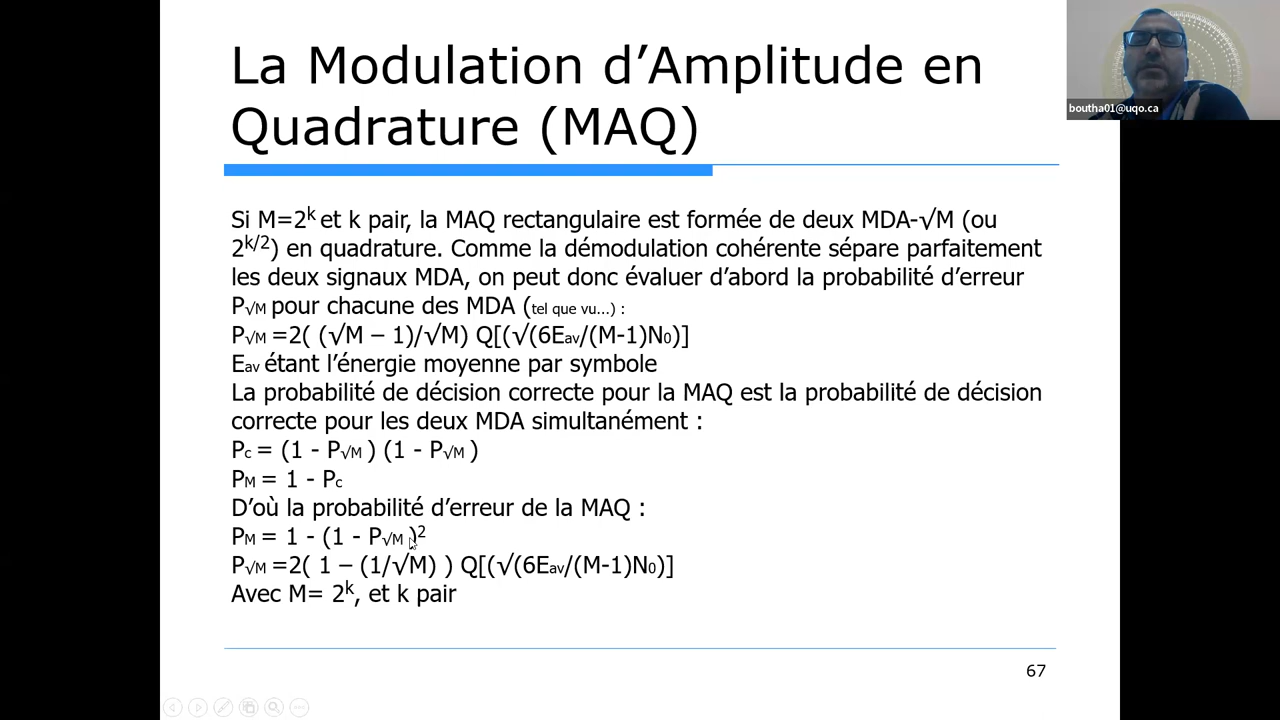 La Modulation d’Amplitude en
Quadrature (MAQ)
boutha01@uqo.ca
Si M=2^k et k pair, la MAQ rectangulaire est formée de deux MDA-√M (ou
2^k/2) en quadrature. Comme la démodulation cohérente sépare parfaitement
les deux signaux MDA, on peut donc évaluer d’abord la probabilité d’erreur
P√M pour chacune des MDA (tel que vu…) :
P√M =2( (√M – 1)/√M) Q[(√(6Eav/(M-1)N0)]
Eav étant l’énergie moyenne par symbole
La probabilité de décision correcte pour la MAQ est la probabilité de décision
correcte pour les deux MDA simultanément :
Pc = (1 - P√M ) (1 - P√M )
PM = 1 - Pc
D’où la probabilité d’erreur de la MAQ :
PM = 1 - (1 - P√M )^2
P√M =2( 1 – (1/√M) ) Q[(√(6Eav/(M-1)N0)]
Avec M= 2^k, et k pair
67